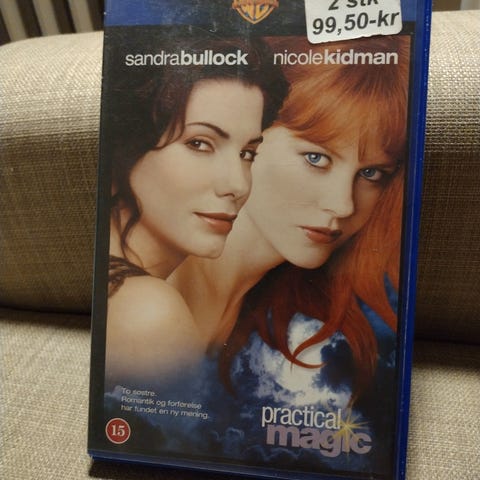 2 stk
99,50-kr
sandrabullock nicolekidman
To søstre.
Romantik og forførelse
har fundet en ny mening.
practical
magic
15